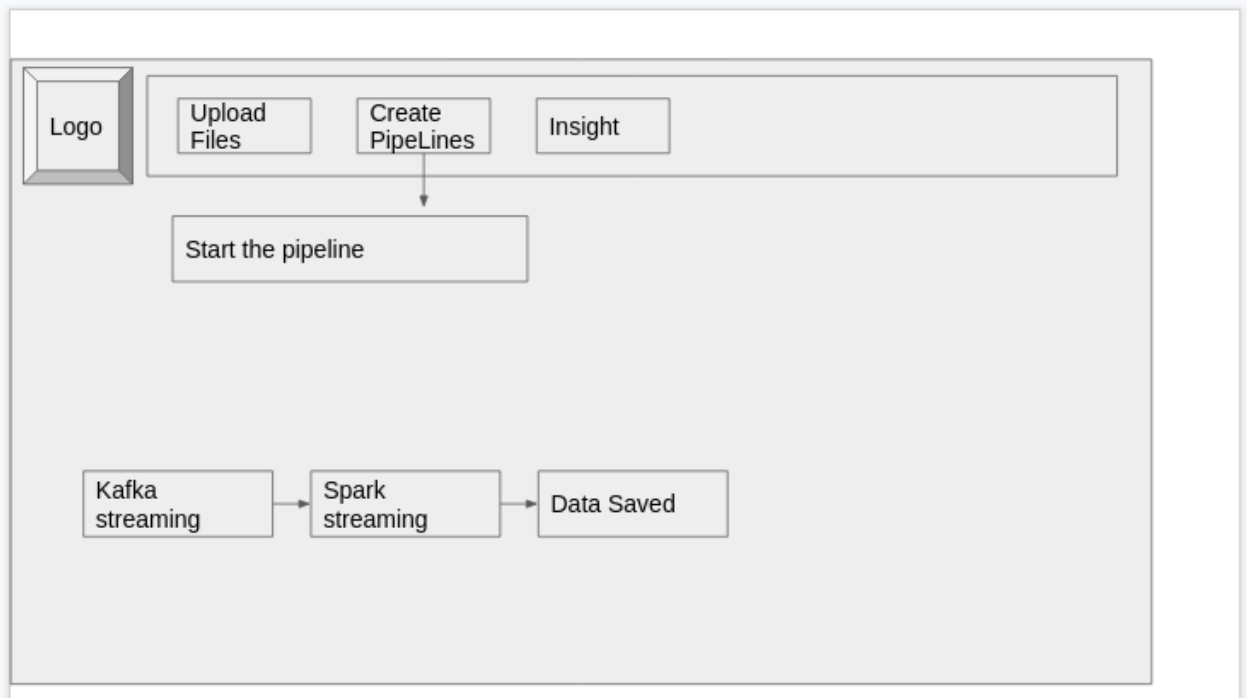 Logo
Upload
Files
Create
PipeLines
Insight
Start the pipeline
Kafka
streaming
Spark
streaming
Data Saved